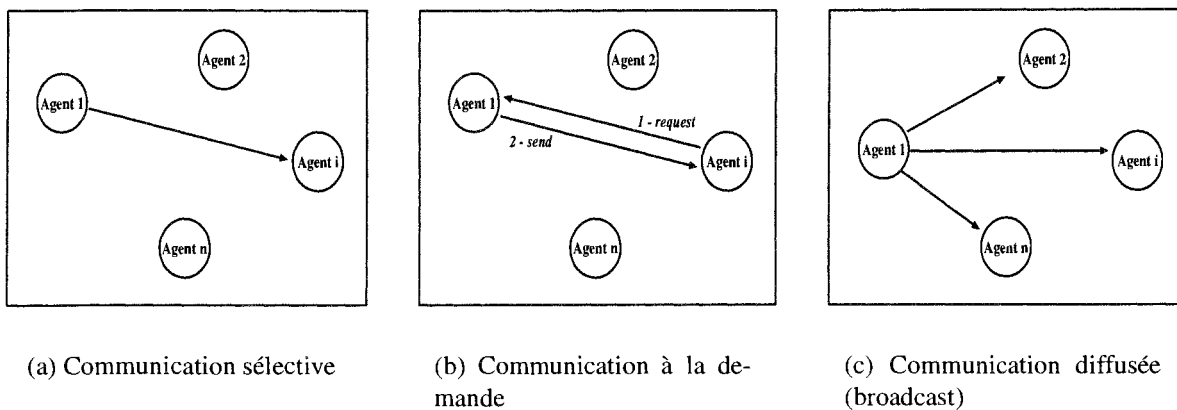 Agent 2
Agent 1
Agent i
Agent n
(a) Communication sélective
Agent 2
Agent 1
1 - request
2 - send
Agent i
Agent n
(b) Communication à la de-
mande
Agent 2
Agent 1
Agent i
Agent n
(c) Communication diffusée
(broadcast)